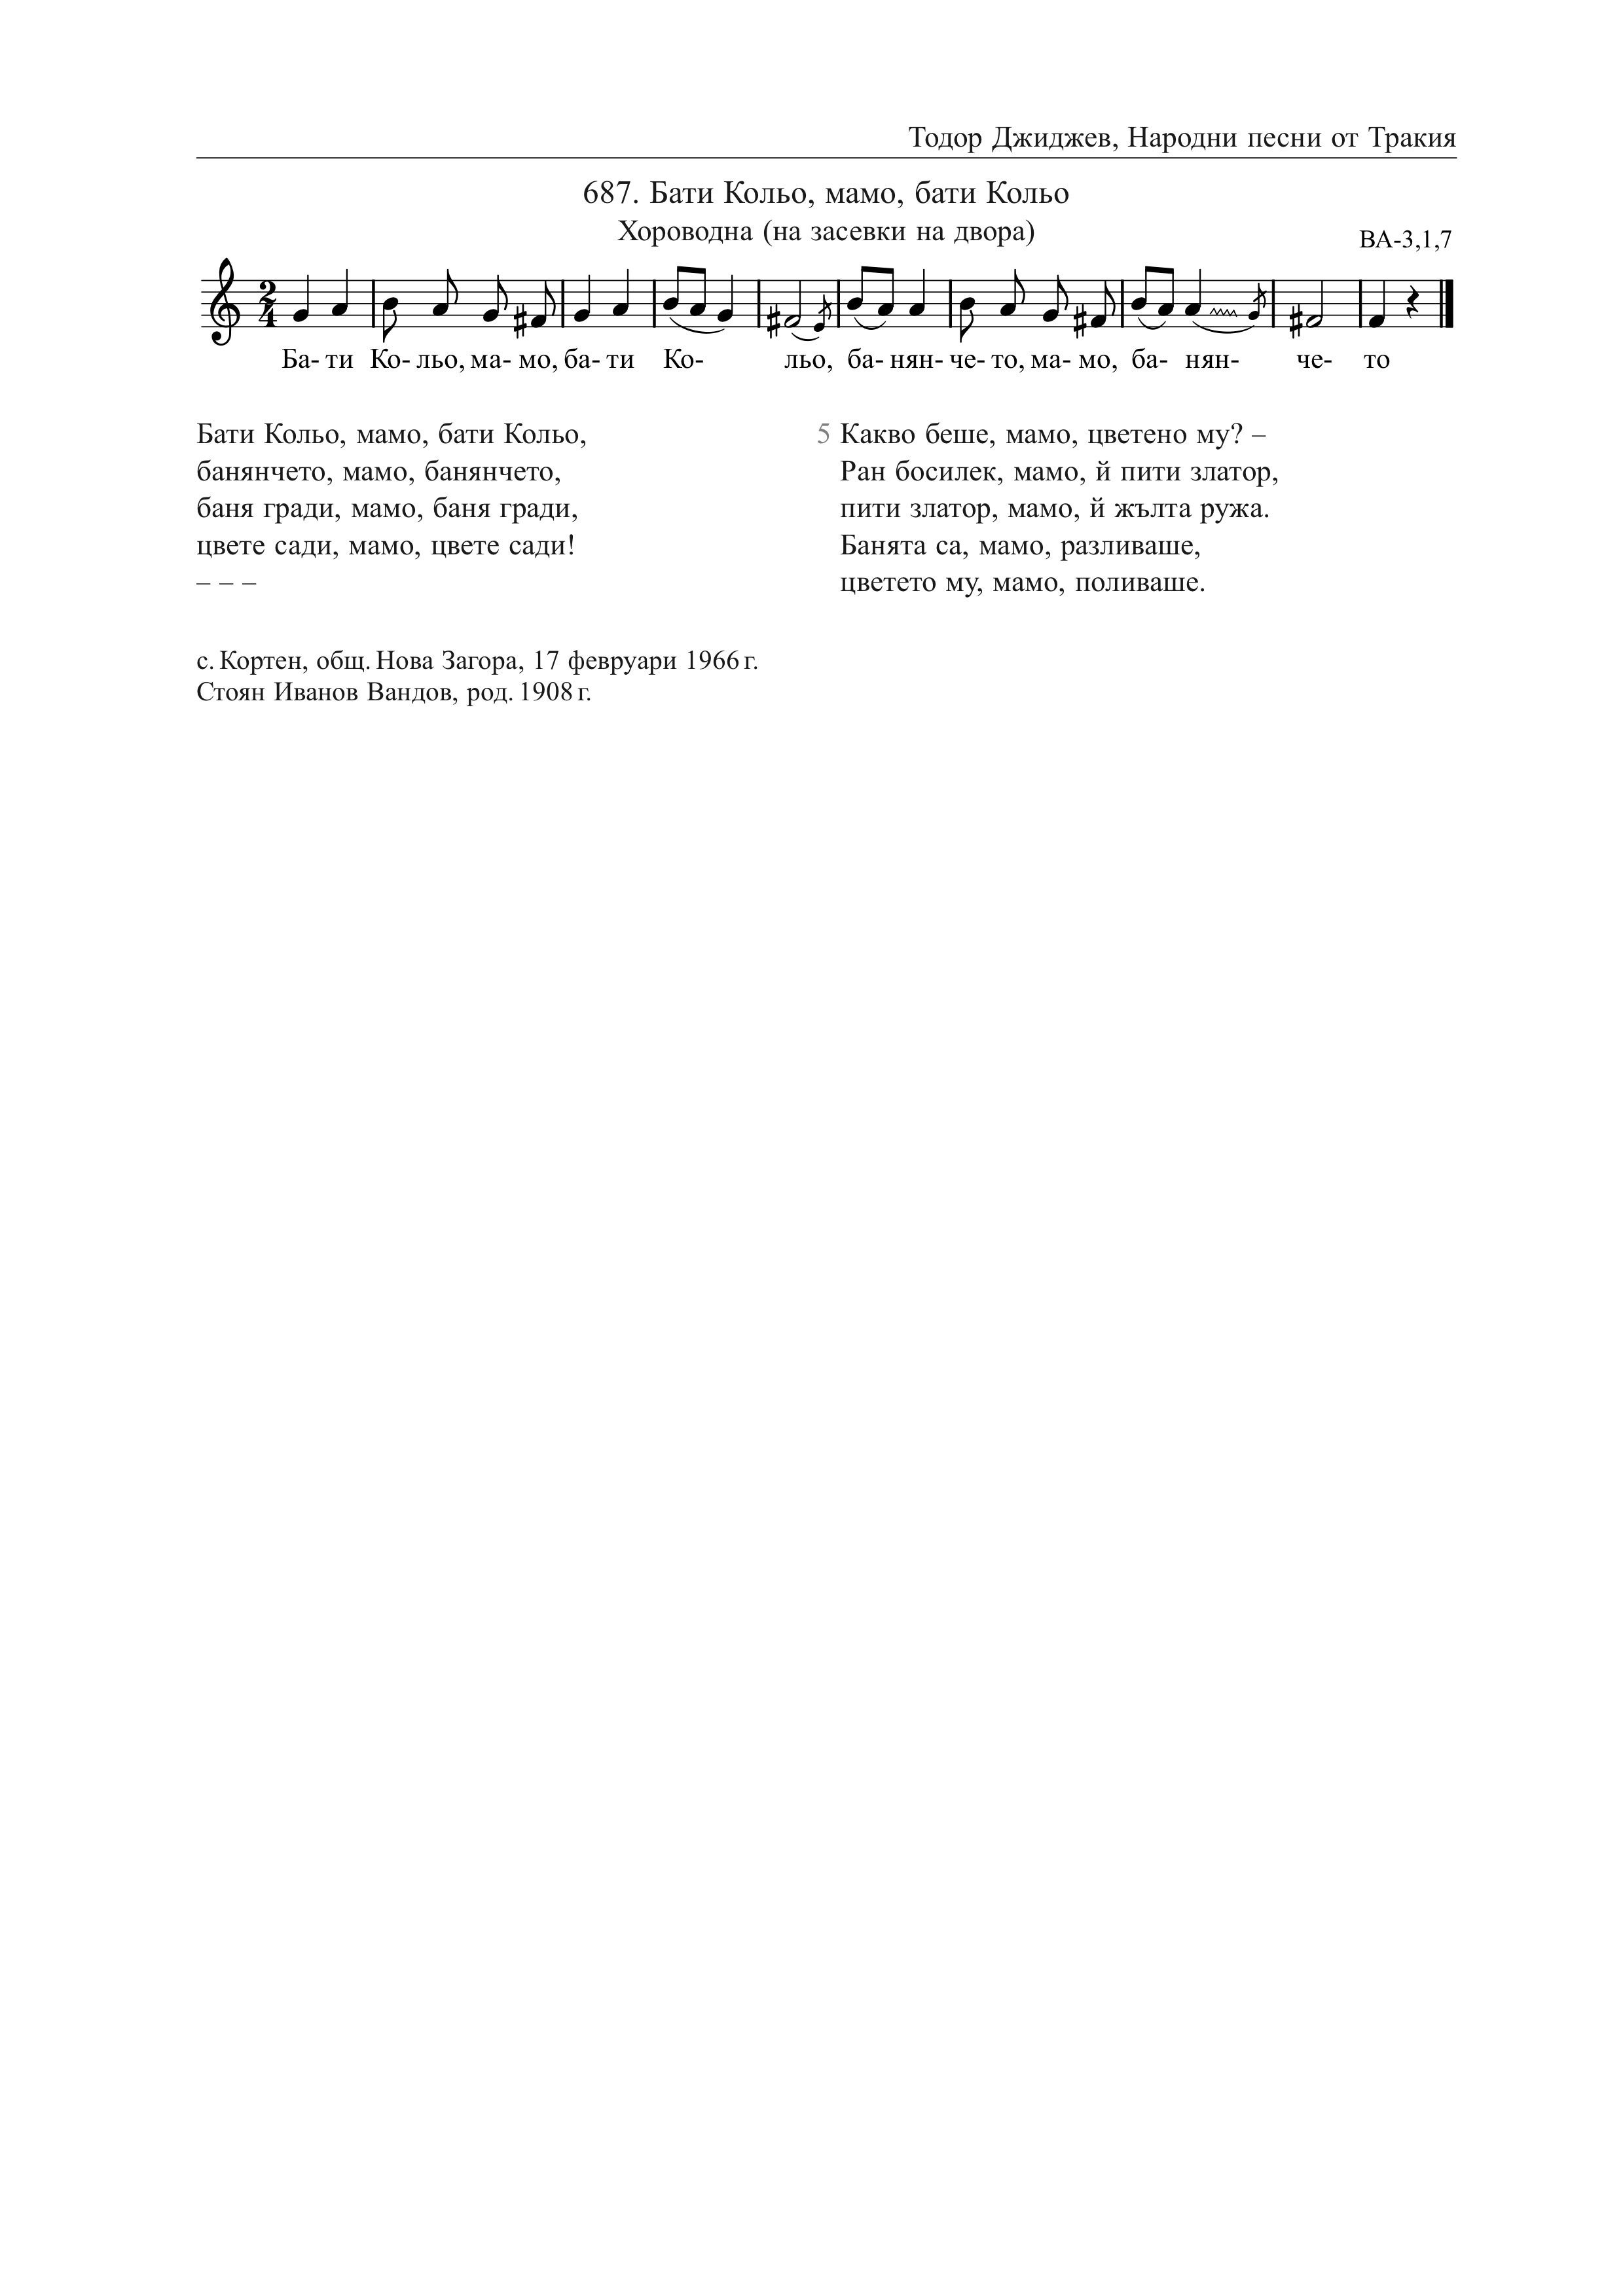 Тодор Джиджев, Народни песни от Тракия
687. Бати Кольо, мамо, бати Кольо
Хороводна (на засевки на двора)
ВА-3,1,7
2
4
Ба- ти Ко- льо, ма- мо, ба- ти Ко- льо, ба- нян- че- то, ма- мо, ба- нян- че- то
Бати Кольо, мамо, бати Кольо,
банянчето, мамо, банянчето,
баня гради, мамо, баня гради,
цвете сади, мамо, цвете сади!
– – –
5 Какво беше, мамо, цветено му? –
Ран босилек, мамо, й пити златор,
пити златор, мамо, й жълта ружа.
Банята са, мамо, разливаше,
цветето му, мамо, поливаше.
с. Кортен, общ. Нова Загора, 17 февруари 1966 г.
Стоян Иванов Вандов, род. 1908 г.